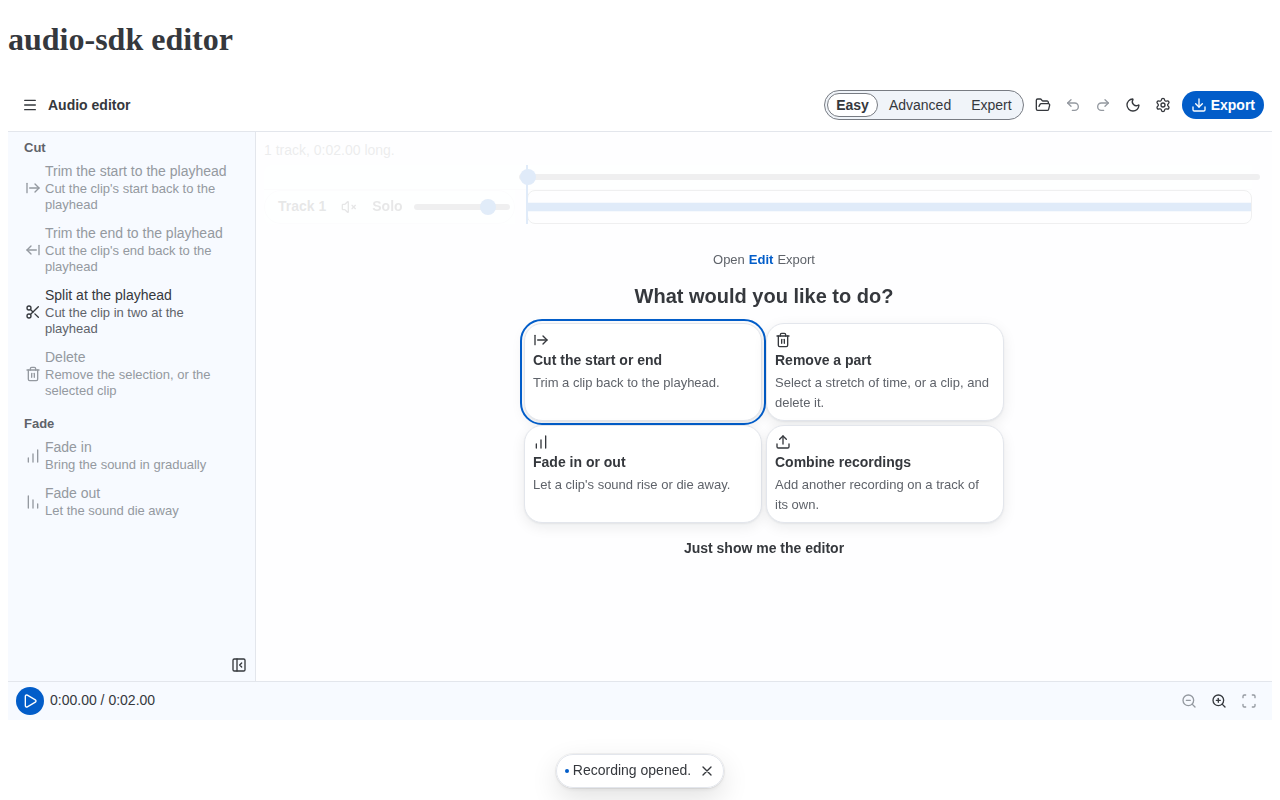 audio-sdk editor
Audio editor
Easy Advanced Expert
Export
Cut
Trim the start to the playhead
Cut the clip's start back to the
playhead
Trim the end to the playhead
Cut the clip's end back to the
playhead
Split at the playhead
Cut the clip in two at the
playhead
Delete
Remove the selection, or the
selected clip
Fade
Fade in
Bring the sound in gradually
Fade out
Let the sound die away
1 track, 0:02.00 long.
Track 1 Solo
Open Edit Export
What would you like to do?
Cut the start or end
Trim a clip back to the playhead.
Remove a part
Select a stretch of time, or a clip, and
delete it.
Fade in or out
Let a clip's sound rise or die away.
Combine recordings
Add another recording on a track of
its own.
Just show me the editor
0:00.00 / 0:02.00
Recording opened.